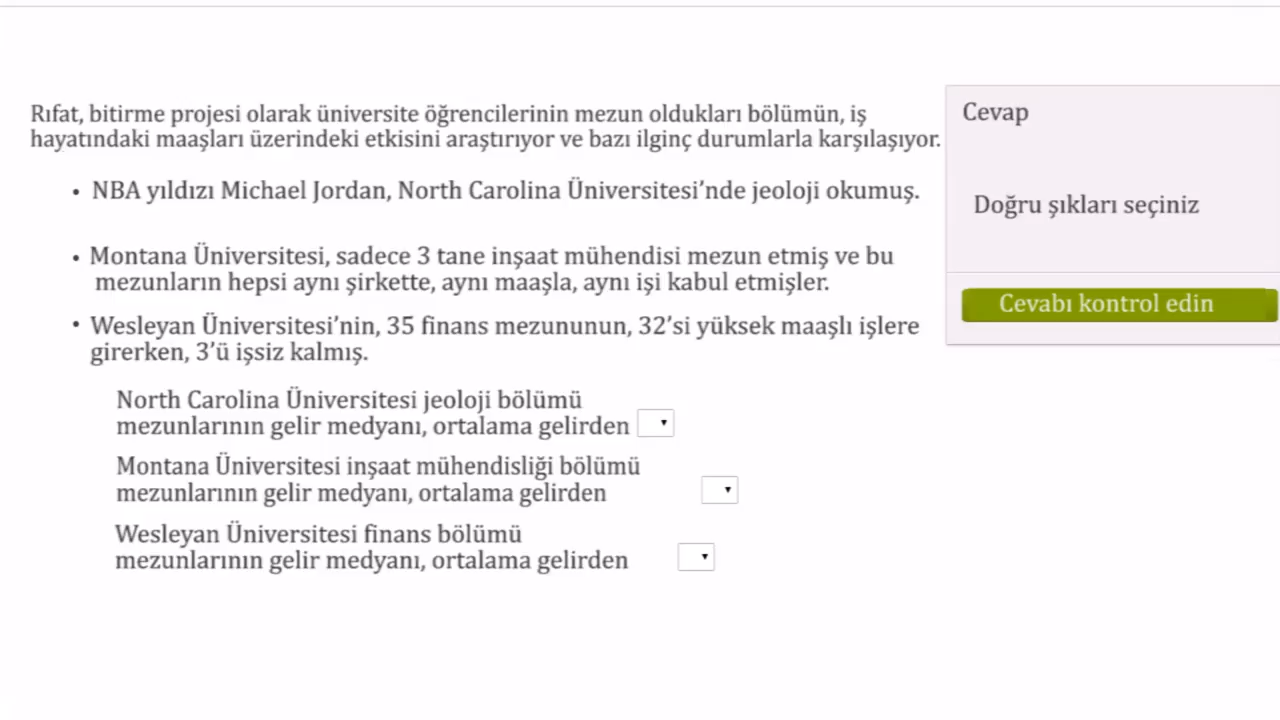 Rıfat, bitirme projesi olarak üniversite öğrencilerinin mezun oldukları bölümün, iş
hayatındaki maaşları üzerindeki etkisini araştırıyor ve bazı ilginç durumlarla karşılaşıyor.
• NBA yıldızı Michael Jordan, North Carolina Üniversitesi’nde jeoloji okumuş.
• Montana Üniversitesi, sadece 3 tane inşaat mühendisi mezun etmiş ve bu
mezunların hepsi aynı şirkette, aynı maaşla, aynı işi kabul etmişler.
• Wesleyan Üniversitesi’nin, 35 finans mezununun, 32’si yüksek maaşlı işlere
girerken, 3’ü işsiz kalmış.
North Carolina Üniversitesi jeoloji bölümü
mezunlarının gelir medyanı, ortalama gelirden
Montana Üniversitesi inşaat mühendisliği bölümü
mezunlarının gelir medyanı, ortalama gelirden
Wesleyan Üniversitesi finans bölümü
mezunlarının gelir medyanı, ortalama gelirden
Cevap
Doğru şıkları seçiniz
Cevabı kontrol edin